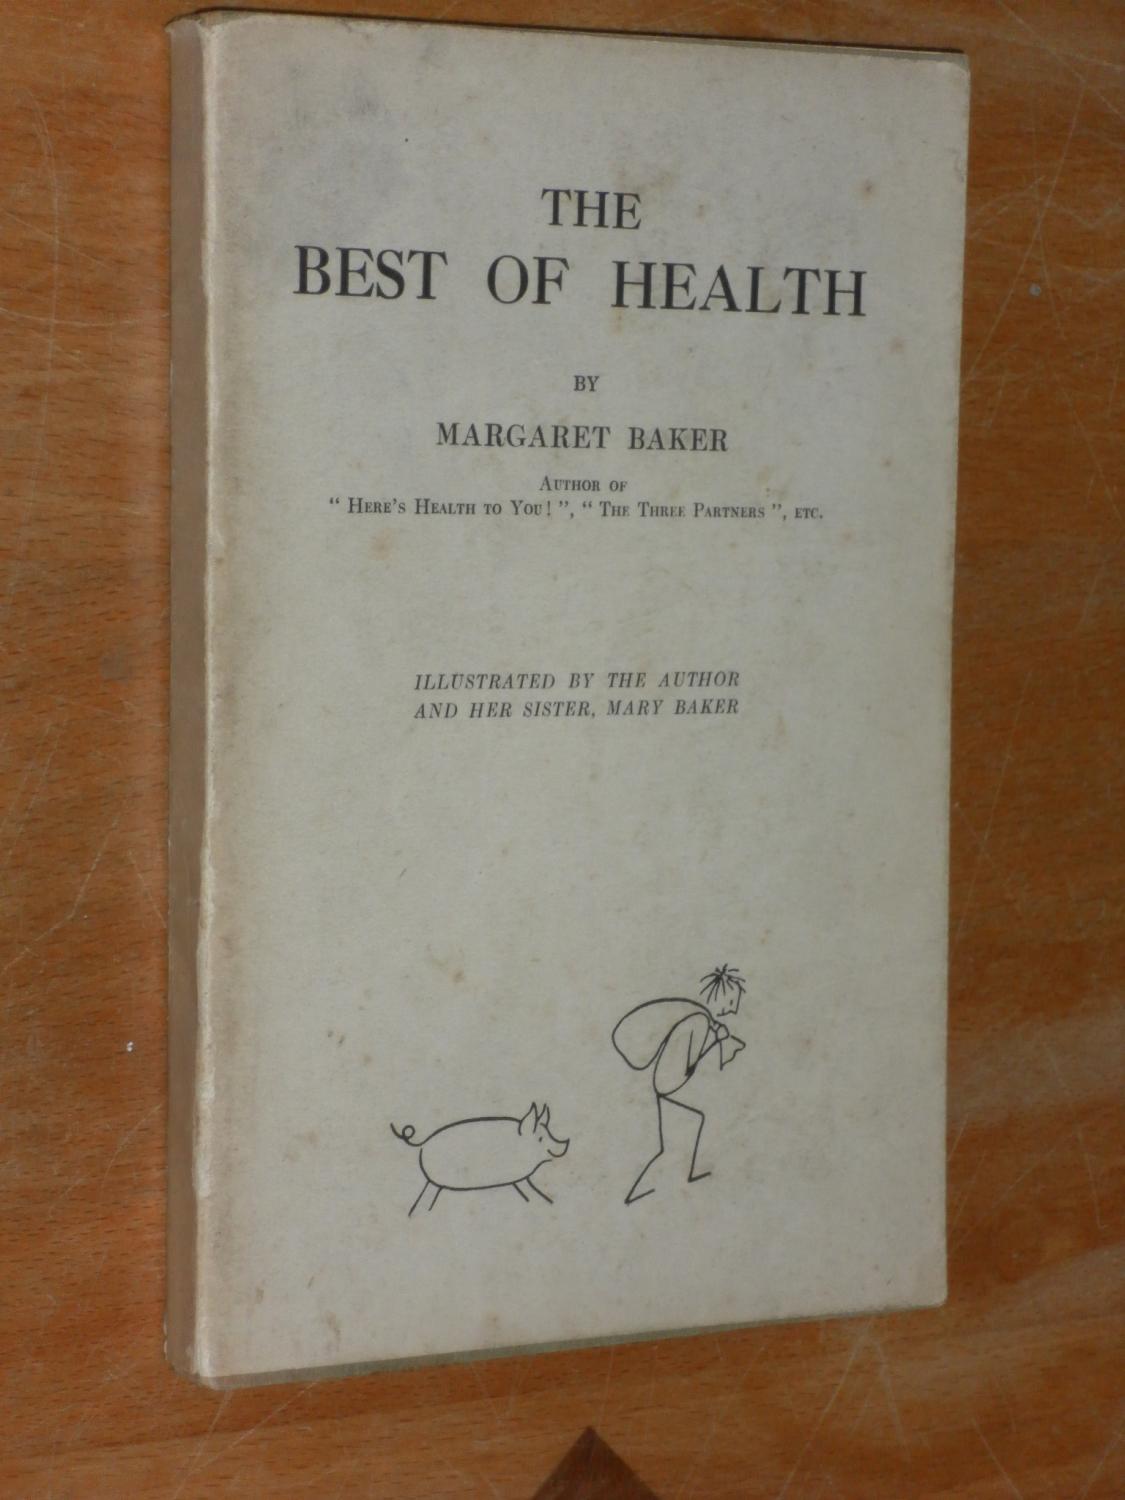 THE
BEST OF HEALTH
BY
MARGARET BAKER
AUTHOR OF
“ HERE'S HEALTH TO YOU! ”, “ THE THREE PARTNERS ”, ETC.
ILLUSTRATED BY THE AUTHOR
AND HER SISTER, MARY BAKER